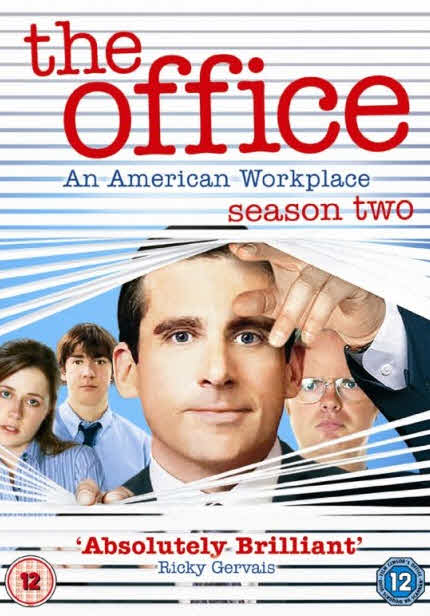 the
office
An American Workplace
season two
'Absolutely Brilliant'
Ricky Gervais
12
12